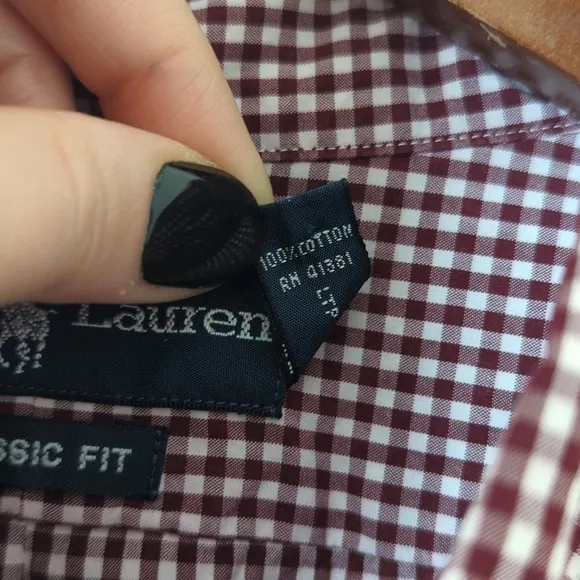 100% COTTON
RN 41381
LTP
Lauren
SSIC FIT